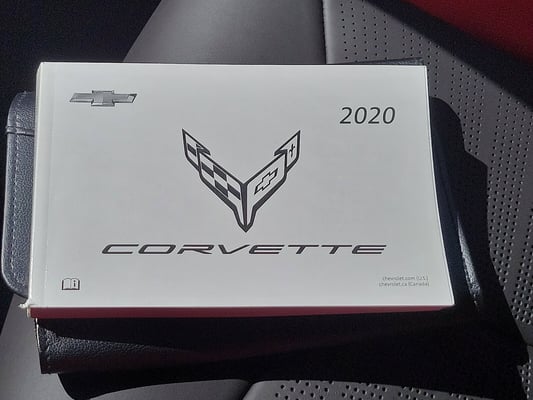 2020
CORVETTE
chevrolet.com (U.S.)
chevrolet.ca (Canada)